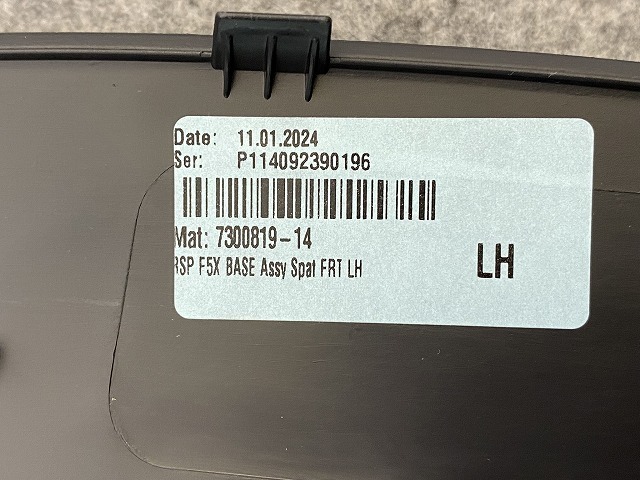 Date: 11.01.2024
Ser: P114092390196
Mat: 7300819-14
RSP F5X BASE Assy Spat FRT LH
LH